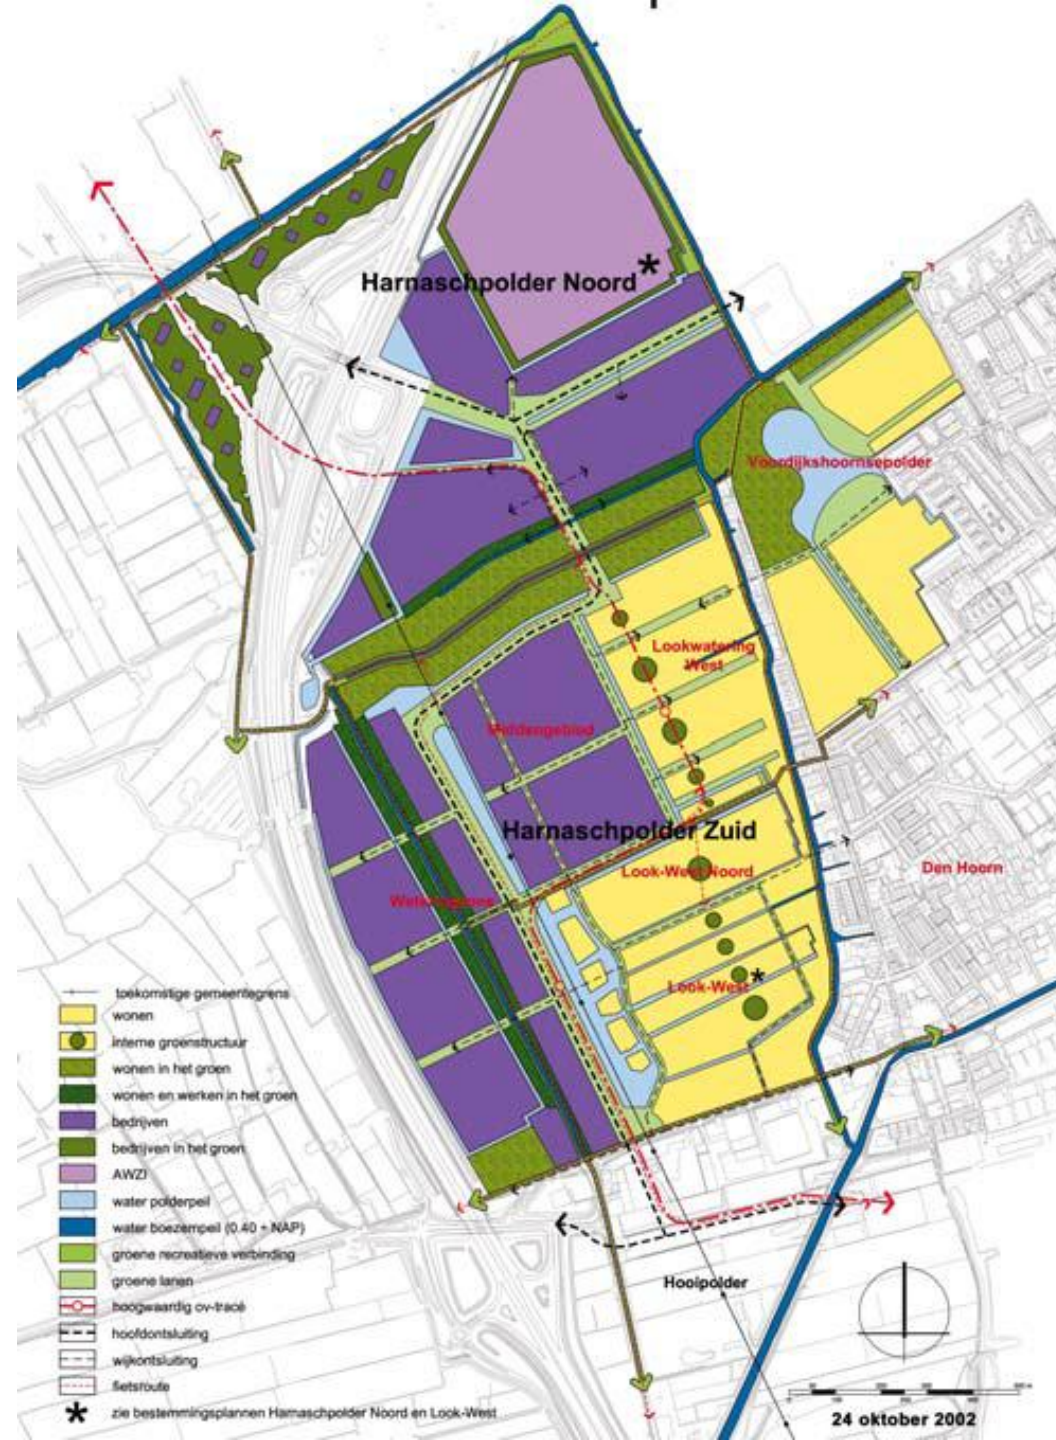 Harnaschpolder Noord *
Voordijkshoornsepolder
Lookwatering
West
Harnaschpolder Zuid
Look-West Noord
Den Hoorn
Look-West *
toekomstige gemeentegrens
wonen
interne groenstructuur
wonen in het groen
wonen en werken in het groen
bedrijven
bedrijven in het groen
AWZI
water polderpeil
water boezempeil (0.40 + NAP)
groene recreatieve verbinding
groene lanen
hoogwaardig ov-tracé
hoofdontsluiting
wijkontsluiting
fietsroute
* zie bestemmingsplannen Harnaschpolder Noord en Look-West
Hooipolder
24 oktober 2002